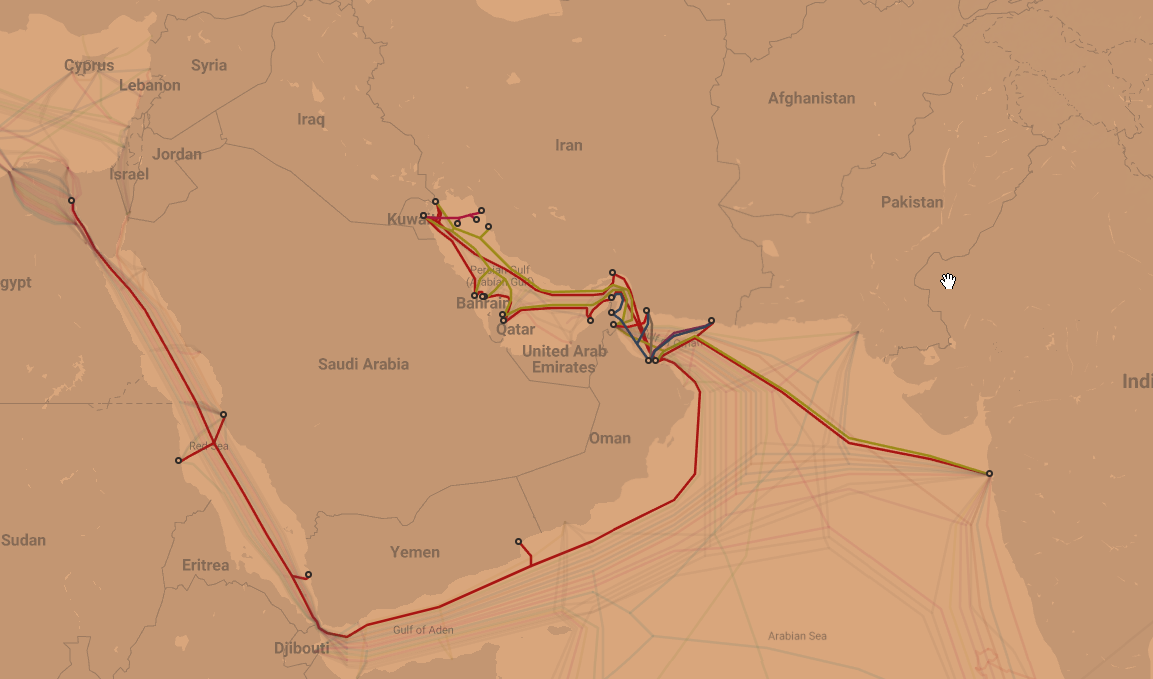 Cyprus
Syria
Lebanon
Afghanistan
Iraq
Iran
Jordan
Israel
Pakistan
Kuwa
gypt
Persian Gulf
(Arabian Gulf)
Bahrain
Qatar
United Arab
Emirates
Saudi Arabia
Indi
Oman
Red Sea
Sudan
Yemen
Eritrea
Gulf of Aden
Arabian Sea
Djibouti